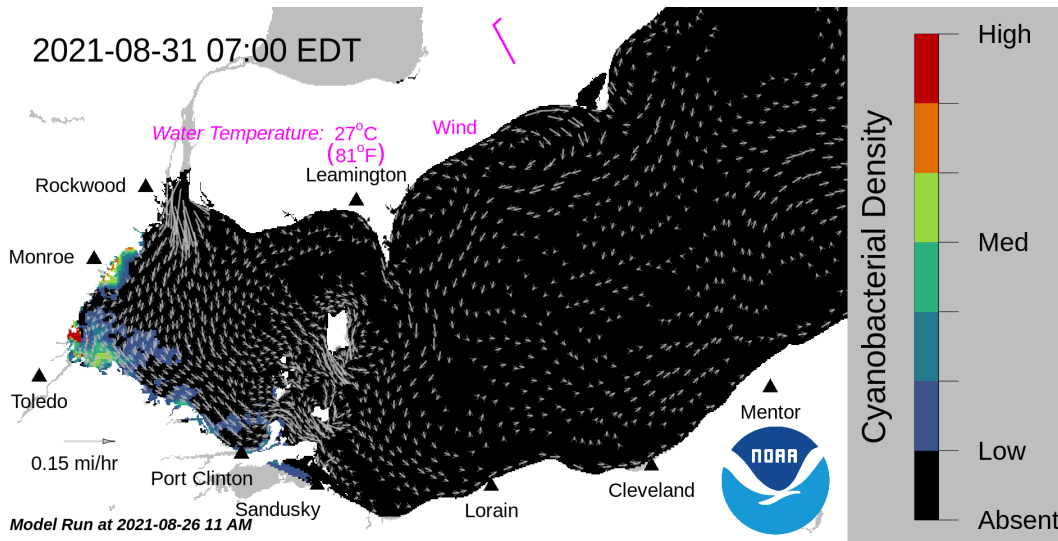 2021-08-31 07:00 EDT
High
Wind
Water Temperature: 27°C
(81°F)
Leamington
Rockwood
Monroe
Med
Cyanobacterial Density
Toledo
Mentor
0.15 mi/hr
NOAA
Low
Port Clinton
Cleveland
Sandusky
Lorain
Model Run at 2021-08-26 11 AM
Absent